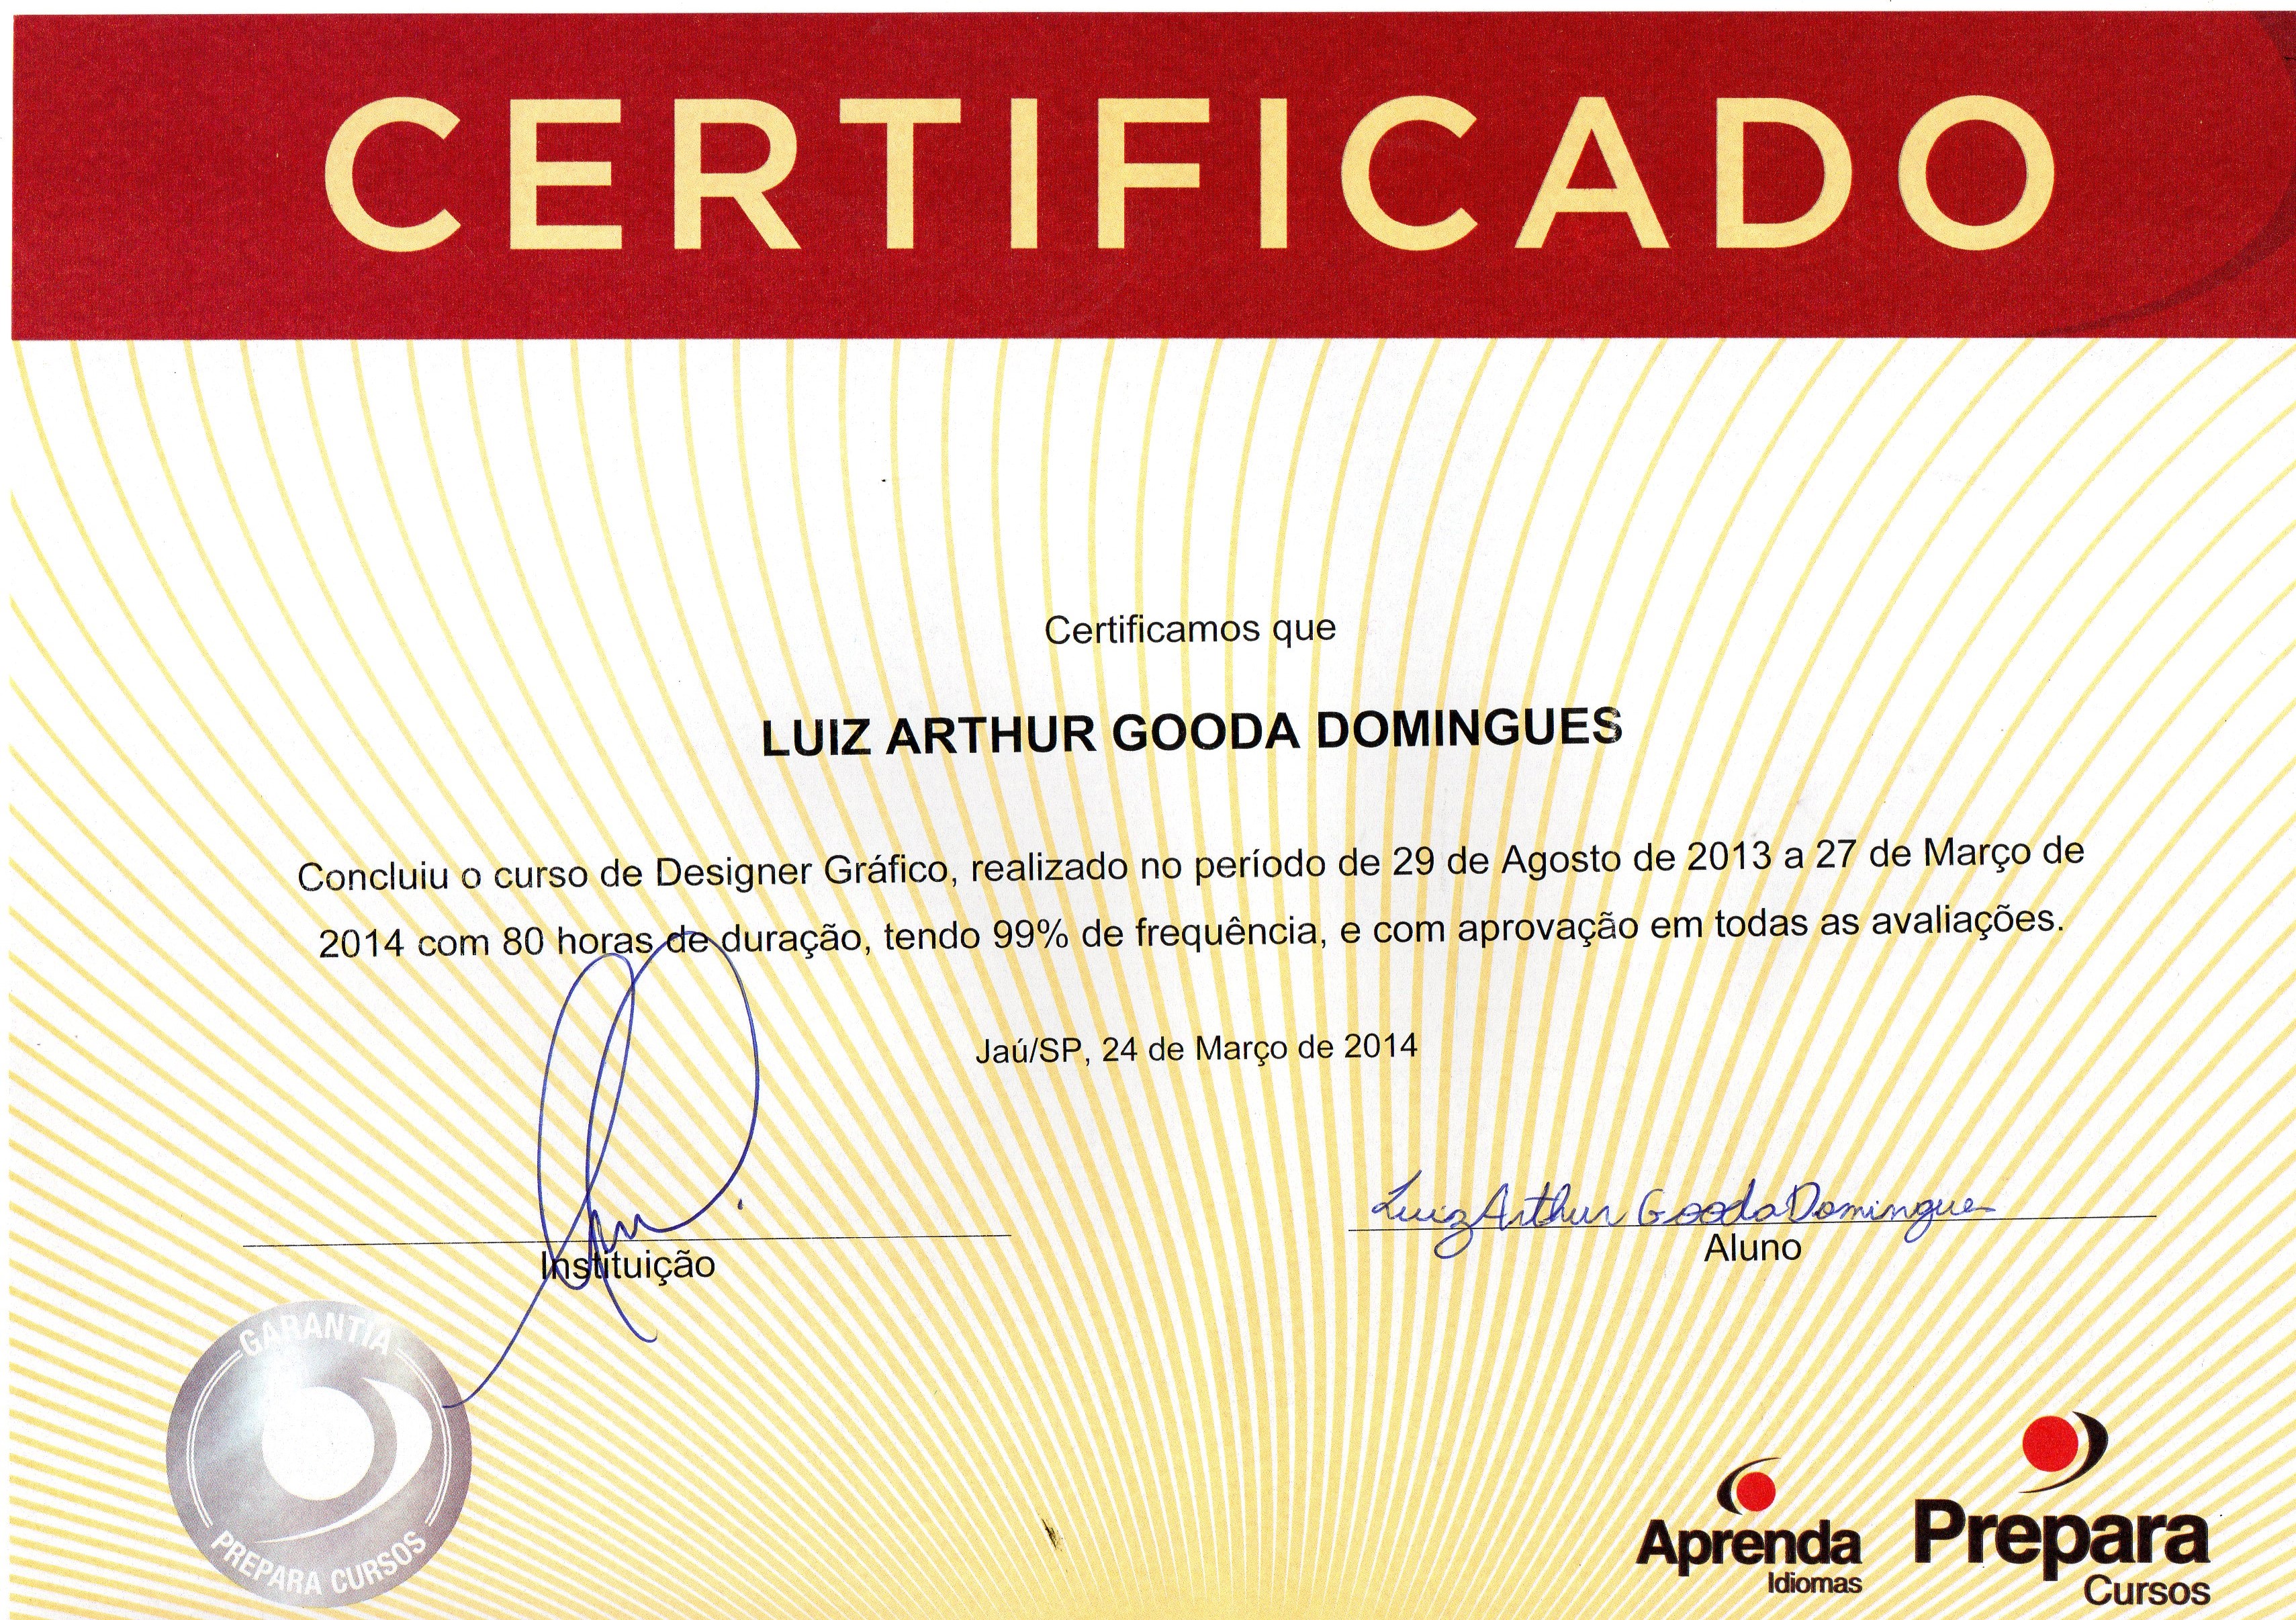 CERTIFICADO
Certificamos que
LUIZ ARTHUR GOODA DOMINGUES
Concluiu o curso de Designer Gráfico, realizado no período de 29 de Agosto de 2013 a 27 de Março de
2014 com 80 horas de duração, tendo 99% de frequência, e com aprovação em todas as avaliações.
Jaú/SP, 24 de Março de 2014
Luiz Arthur Gooda Domingues
Instituição
Aluno
GARANTIA
PREPARA CURSOS
Aprenda
Idiomas
Prepara
Cursos